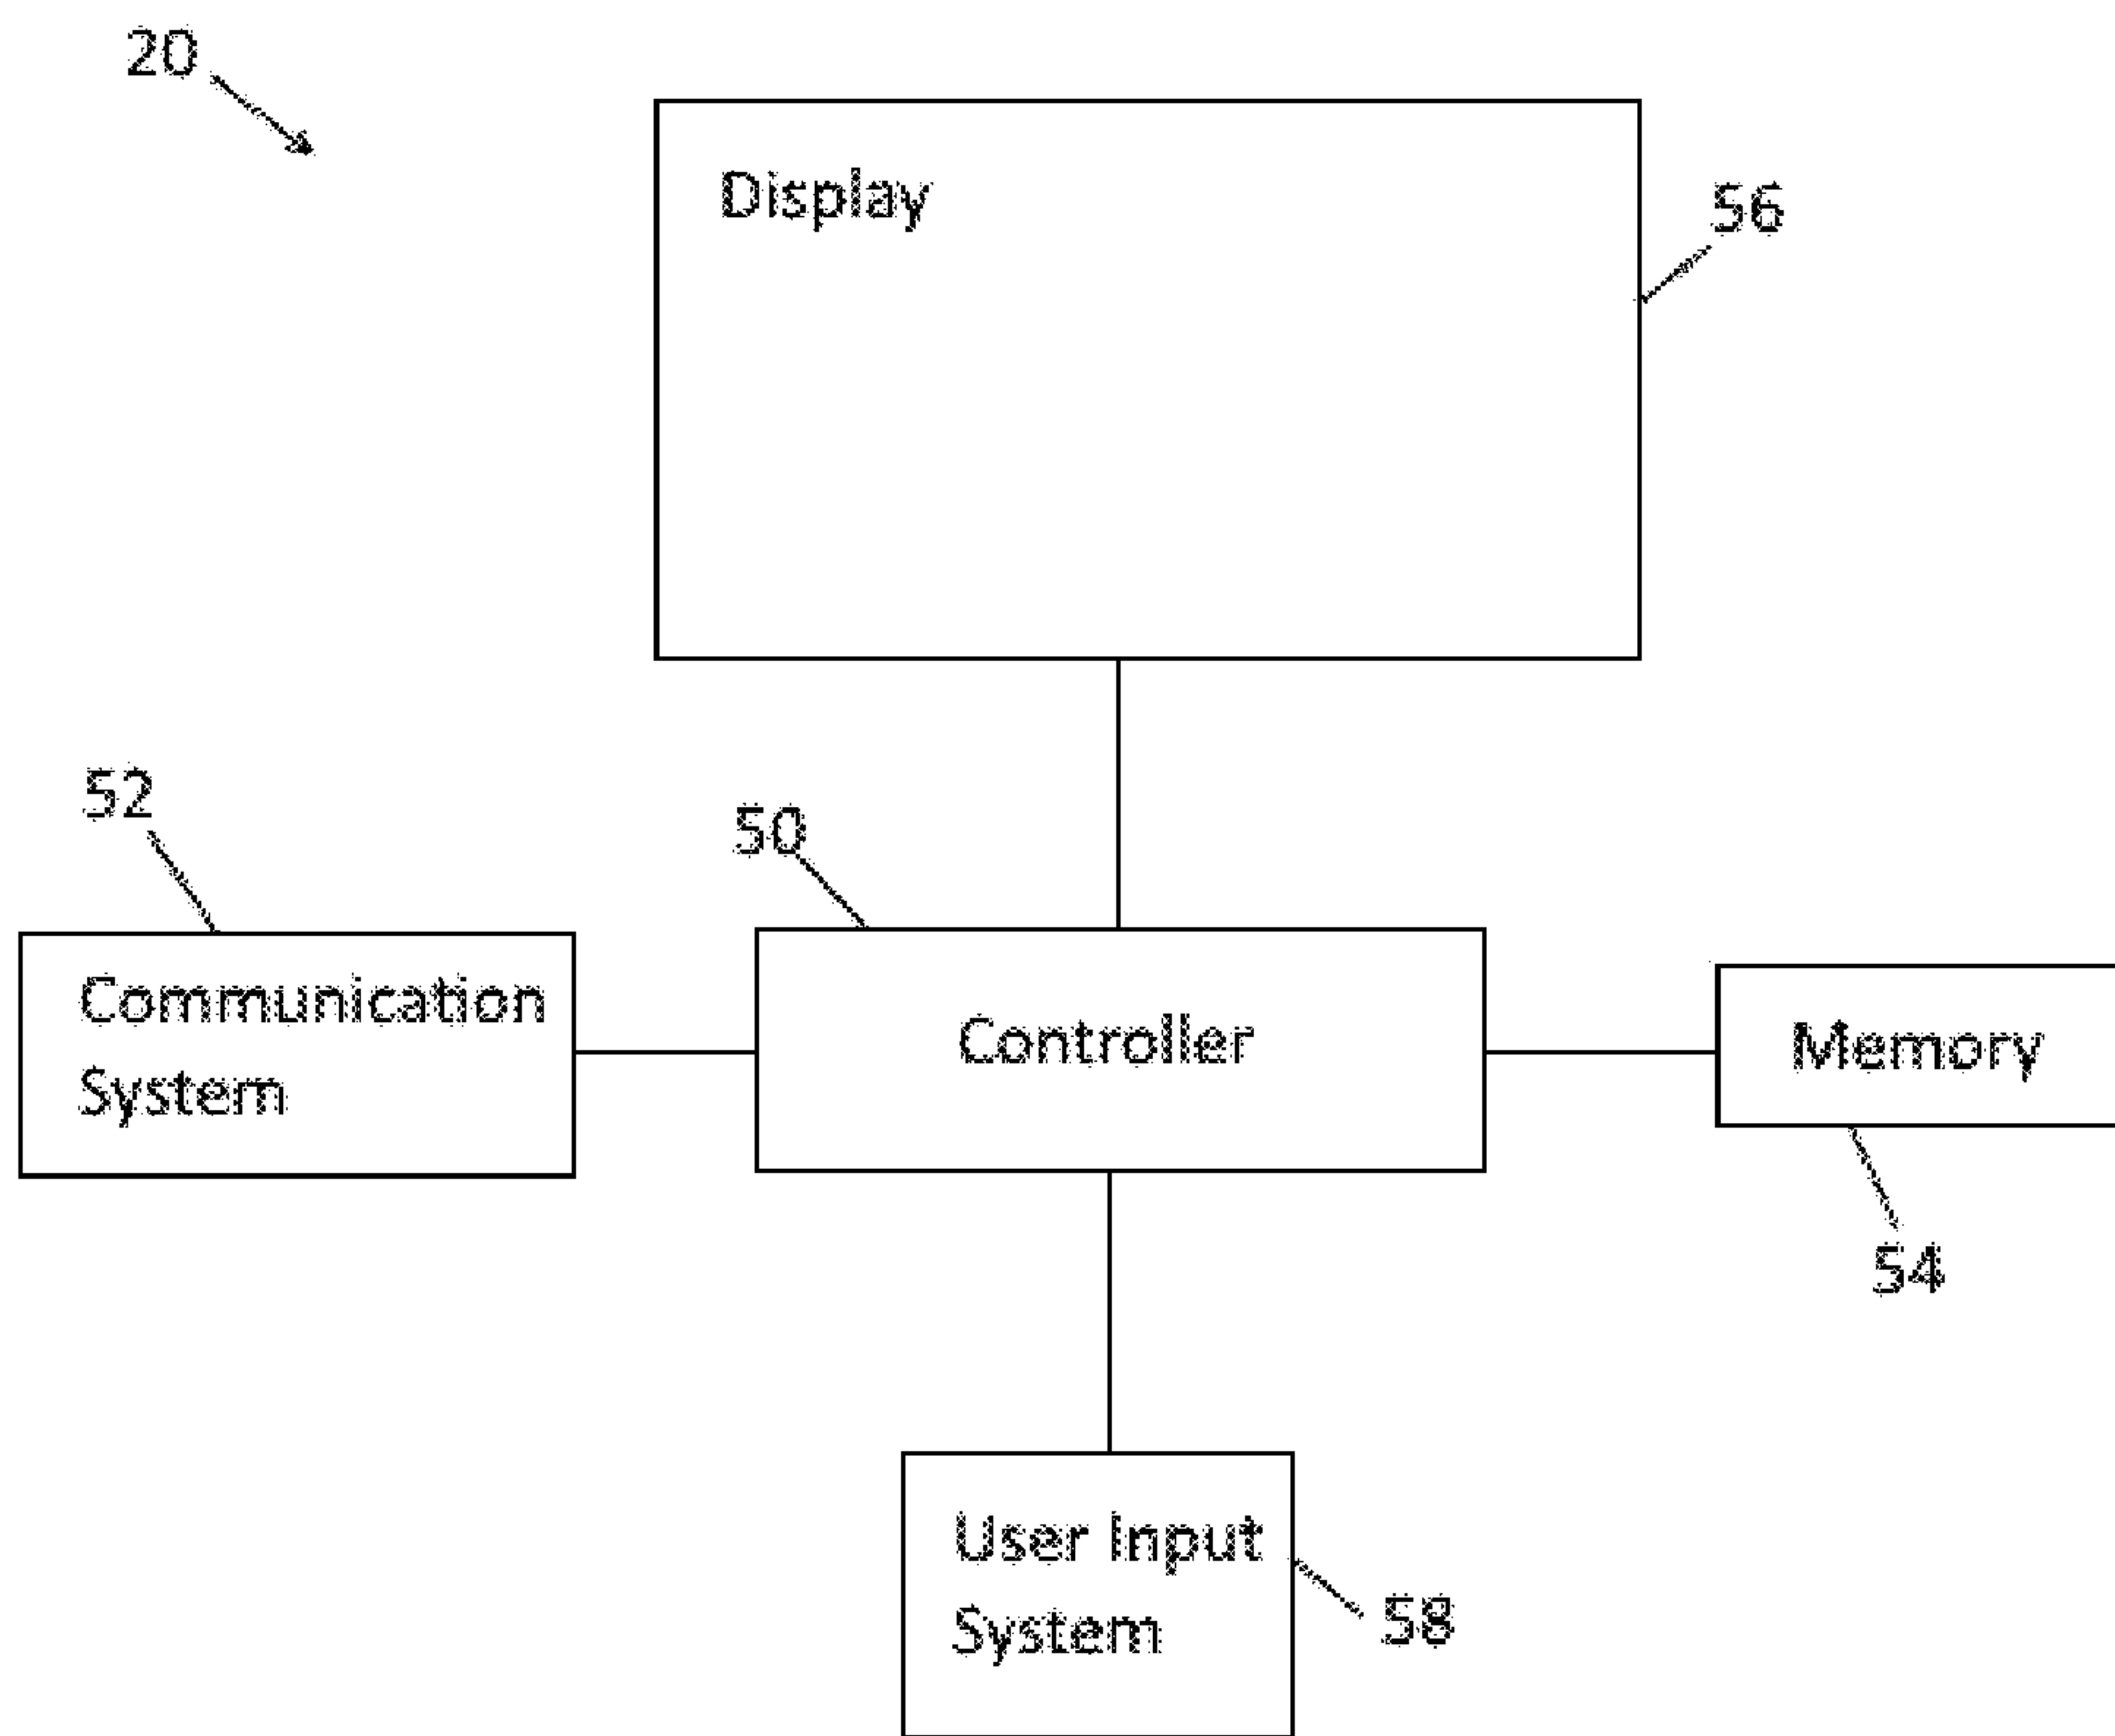 20
Display
56
52
50
Communication
System
Controller
Memory
54
User Input
System
58